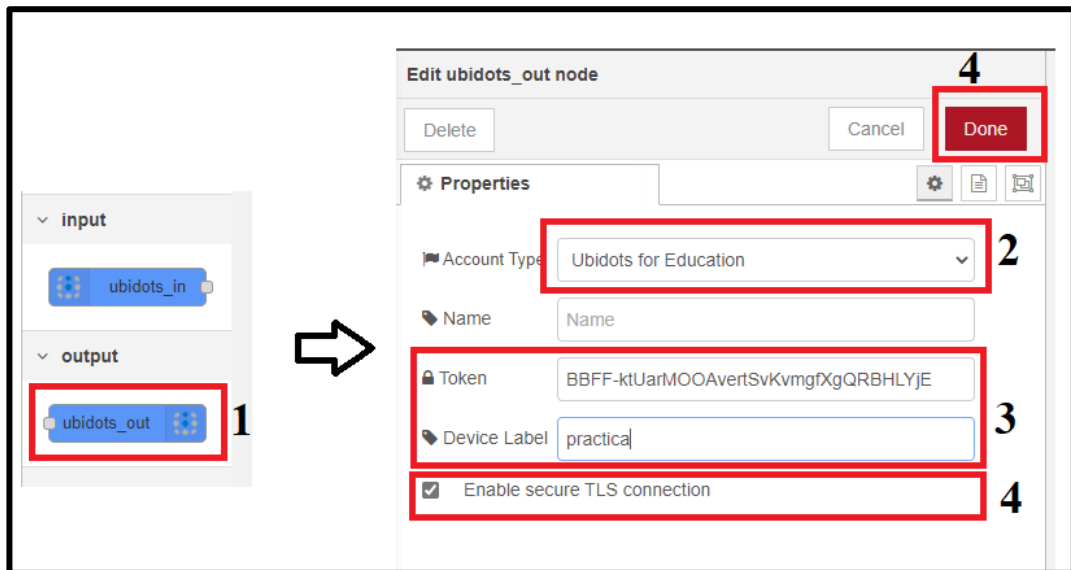 input
ubidots_in
output
ubidots_out
1
Edit ubidots_out node
4
Delete
Cancel
Done
Properties
Account Type
Ubidots for Education
2
Name
Name
Token
BBFF-ktUarMOOAvertSvKvmgfXgQRBHLYjE
3
Device Label
practica
Enable secure TLS connection
4